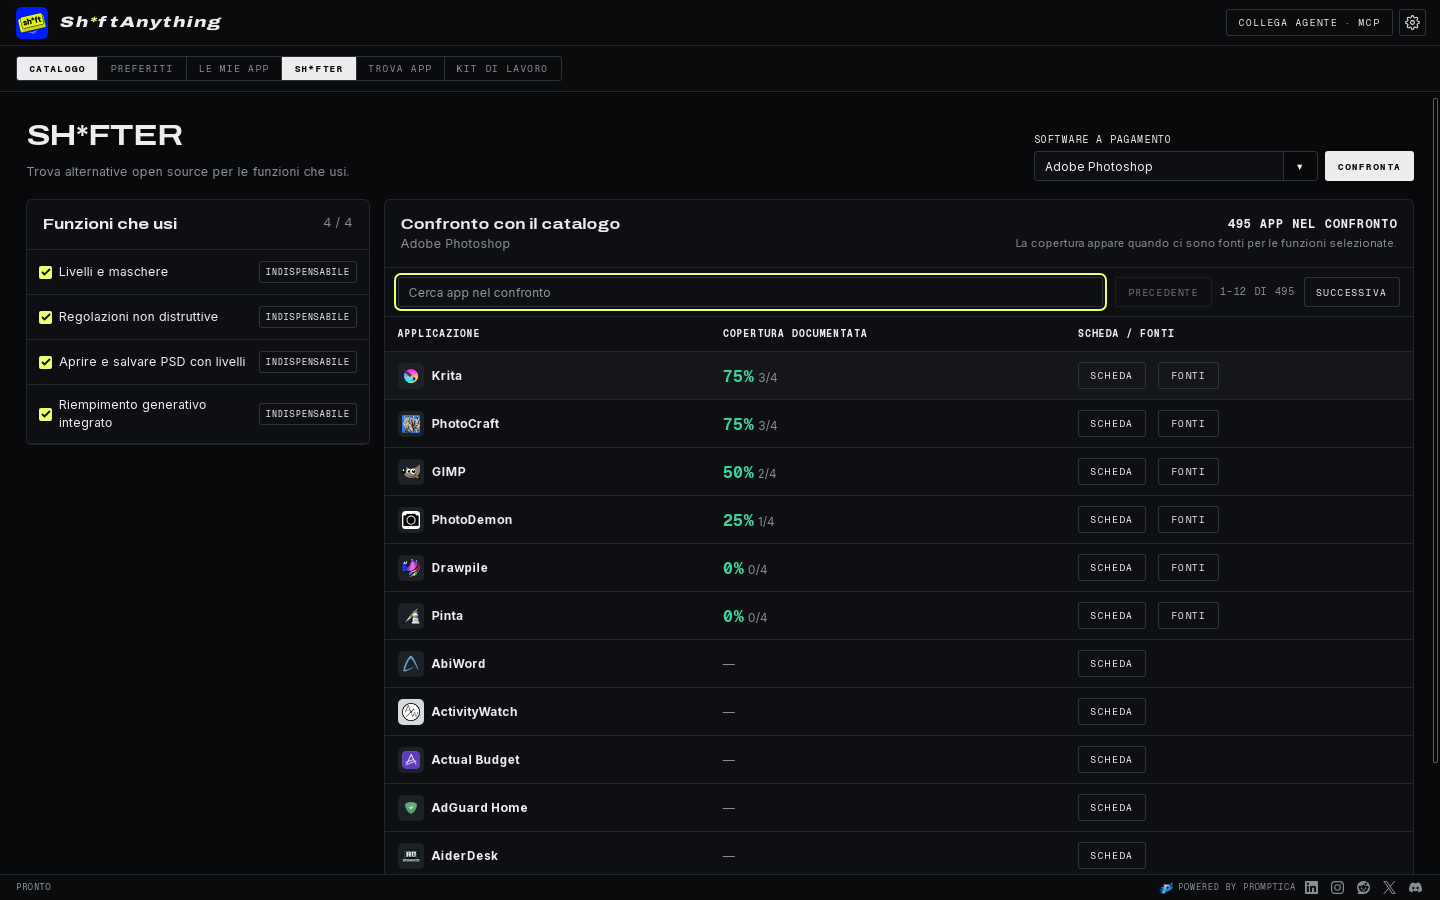 sh*ft
Sh*ftAnything
COLLEGA AGENTE · MCP
CATALOGO
PREFERITI
LE MIE APP
SH*FTER
TROVA APP
KIT DI LAVORO
SH*FTER
Trova alternative open source per le funzioni che usi.
SOFTWARE A PAGAMENTO
Adobe Photoshop
CONFRONTA
Funzioni che usi
4 / 4
Livelli e maschere
INDISPENSABILE
Regolazioni non distruttive
INDISPENSABILE
Aprire e salvare PSD con livelli
INDISPENSABILE
Riempimento generativo
integrato
INDISPENSABILE
Confronto con il catalogo
Adobe Photoshop
495 APP NEL CONFRONTO
La copertura appare quando ci sono fonti per le funzioni selezionate.
Cerca app nel confronto
PRECEDENTE
1–12 DI 495
SUCCESSIVA
APPLICAZIONE
COPERTURA DOCUMENTATA
SCHEDA / FONTI
Krita
75% 3/4
SCHEDA
FONTI
PhotoCraft
75% 3/4
SCHEDA
FONTI
GIMP
50% 2/4
SCHEDA
FONTI
PhotoDemon
25% 1/4
SCHEDA
FONTI
Drawpile
0% 0/4
SCHEDA
FONTI
Pinta
0% 0/4
SCHEDA
FONTI
AbiWord
—
SCHEDA
ActivityWatch
—
SCHEDA
Actual Budget
—
SCHEDA
AdGuard Home
—
SCHEDA
AiderDesk
—
SCHEDA
PRONTO
POWERED BY PROMPTICA